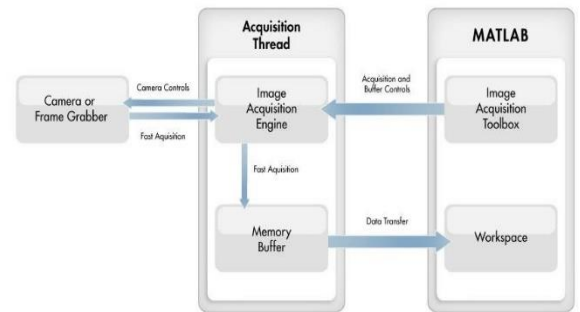 Acquisition
Thread
MATLAB
Camera or
Frame Grabber
Camera Controls
Fast Aquisition
Image
Acquisition
Engine
Acquisition and
Buffer Controls
Image
Acquisition
Toolbox
Fast Aquisition
Memory
Buffer
Data Transfer
Workspace